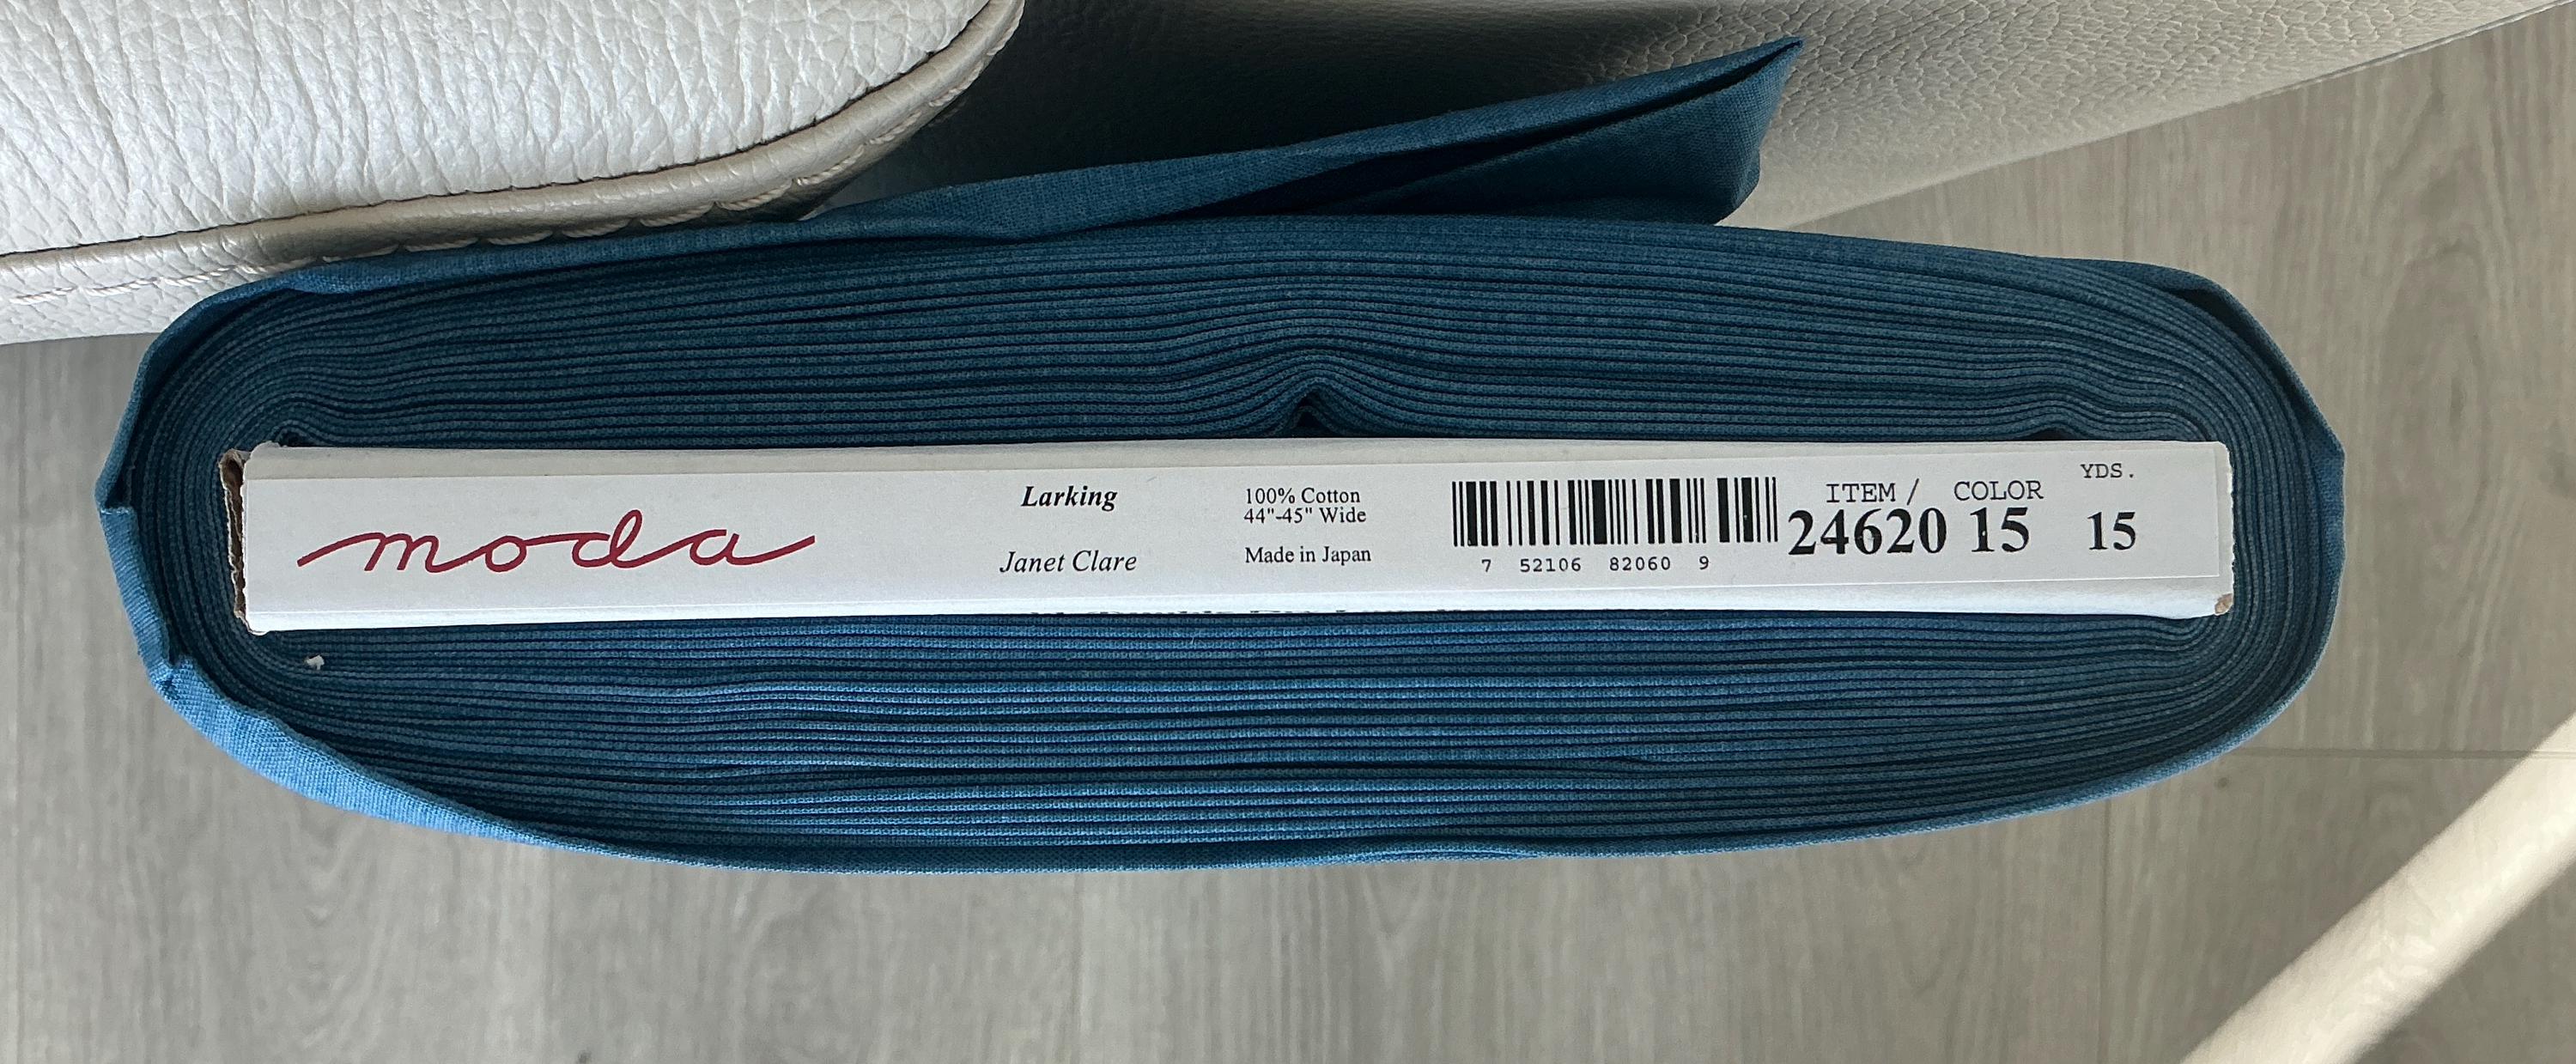 moda
Larking
Janet Clare
100% Cotton
44"-45" Wide
Made in Japan
7 52106 82060 9
ITEM / COLOR
24620 15
YDS.
15